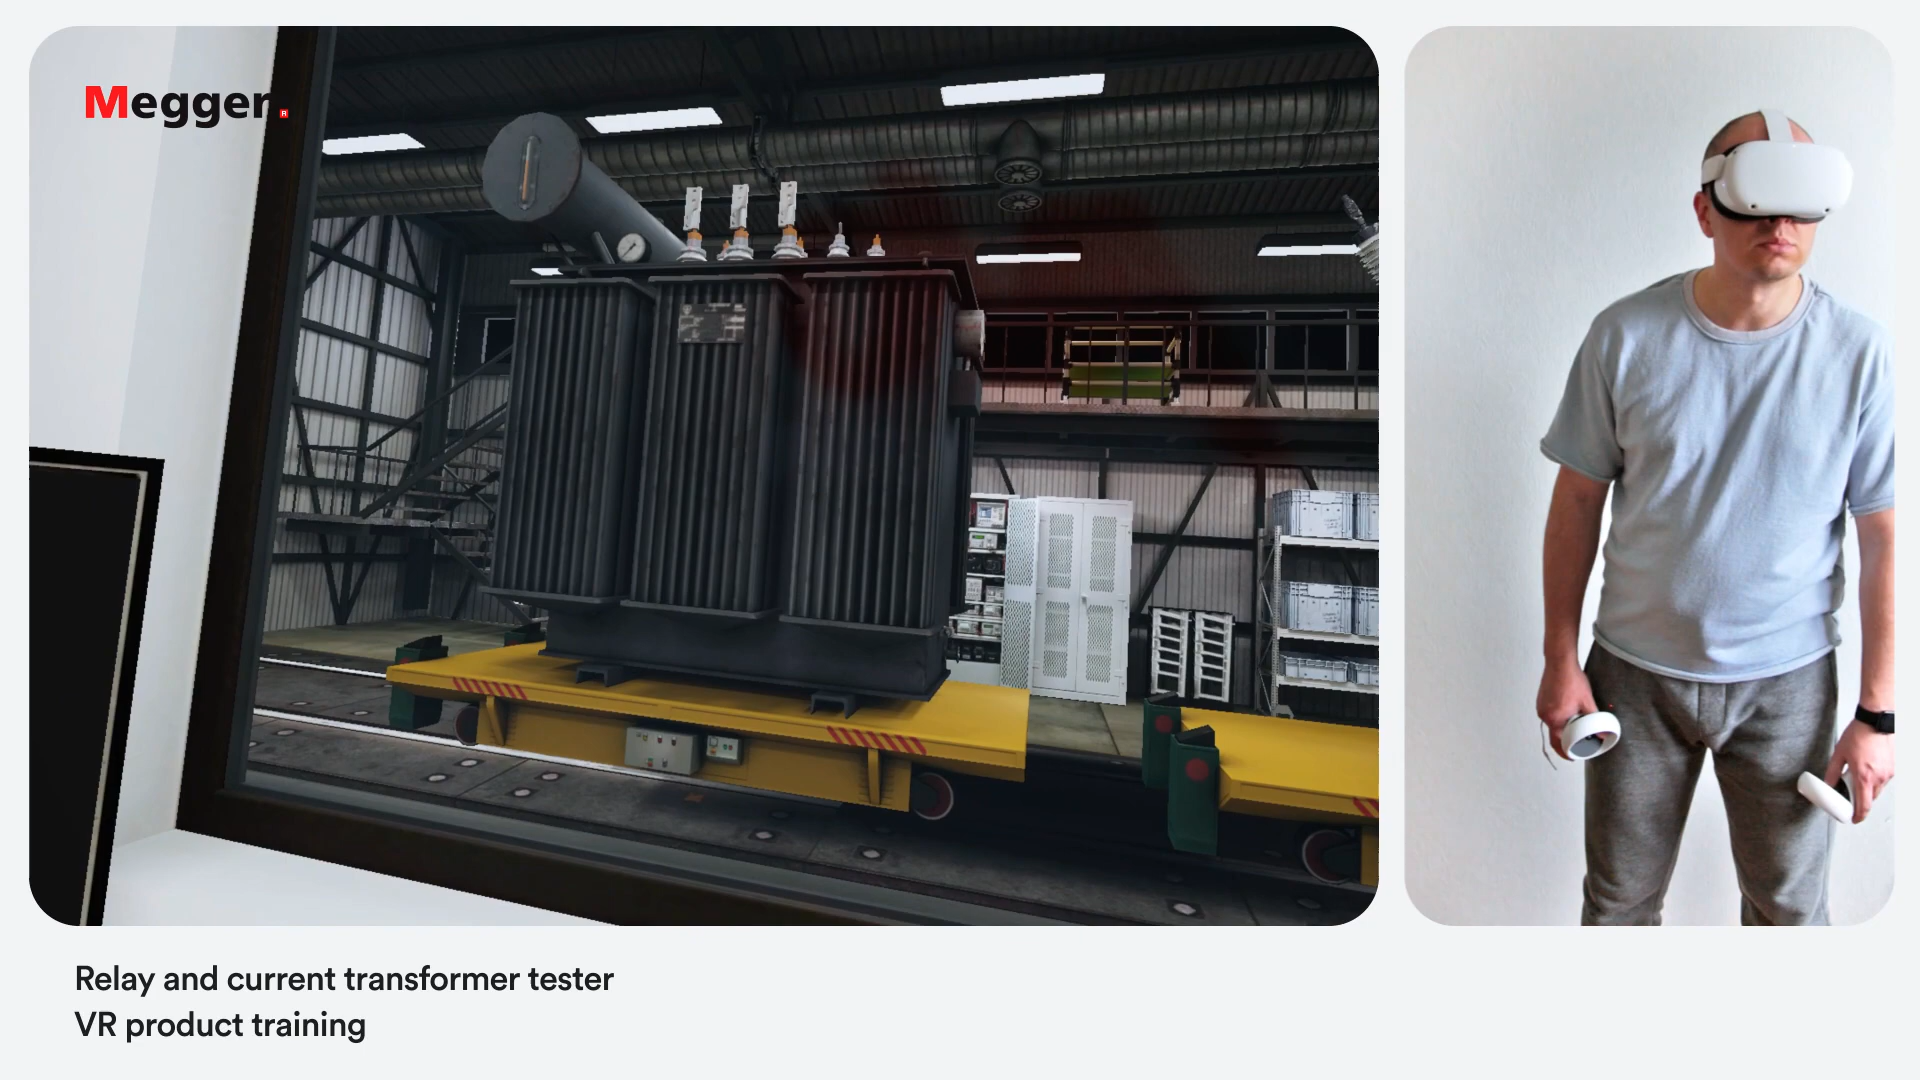 Megger.
Relay and current transformer tester
VR product training